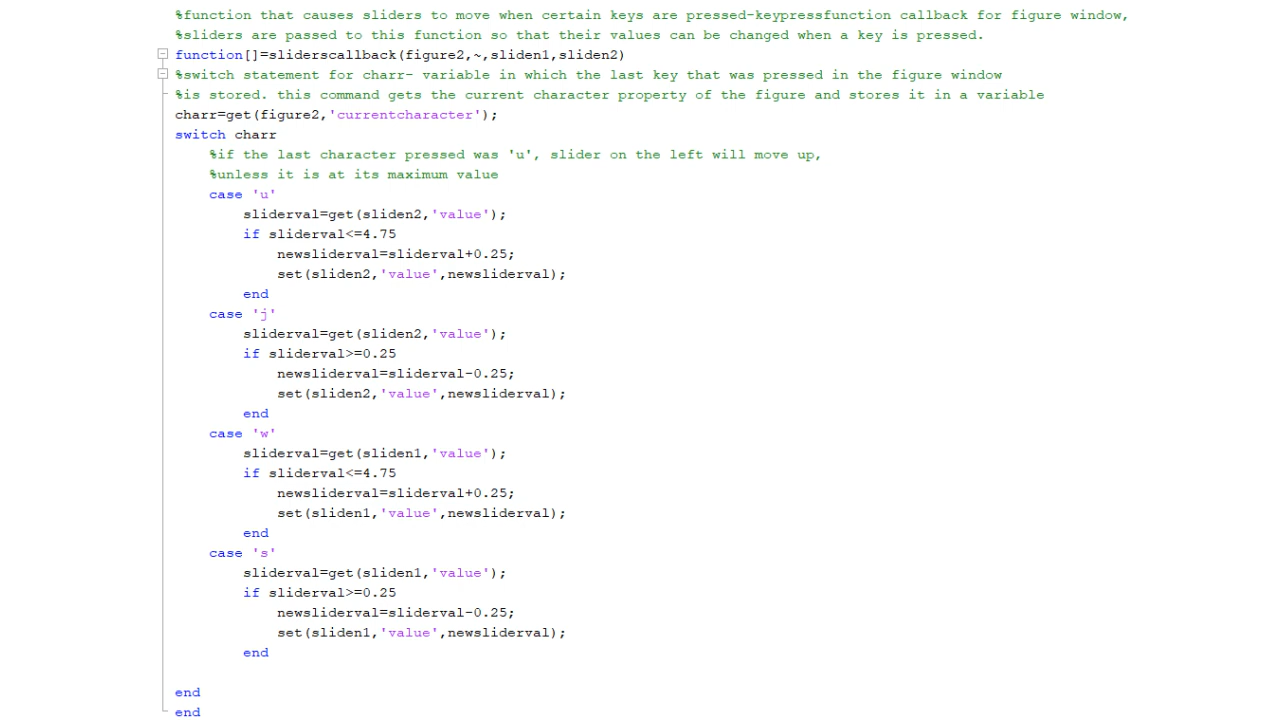 %function that causes sliders to move when certain keys are pressed-keypressfunction callback for figure window,
%sliders are passed to this function so that their values can be changed when a key is pressed.
function[]=sliderscallback(figure2,~,sliden1,sliden2)
%switch statement for charr- variable in which the last key that was pressed in the figure window
%is stored. this command gets the current character property of the figure and stores it in a variable
charr=get(figure2,'currentcharacter');
switch charr
    %if the last character pressed was 'u', slider on the left will move up,
    %unless it is at its maximum value
    case 'u'
        sliderval=get(sliden2,'value');
        if sliderval<=4.75
            newsliderval=sliderval+0.25;
            set(sliden2,'value',newsliderval);
        end
    case 'j'
        sliderval=get(sliden2,'value');
        if sliderval>=0.25
            newsliderval=sliderval-0.25;
            set(sliden2,'value',newsliderval);
        end
    case 'w'
        sliderval=get(sliden1,'value');
        if sliderval<=4.75
            newsliderval=sliderval+0.25;
            set(sliden1,'value',newsliderval);
        end
    case 's'
        sliderval=get(sliden1,'value');
        if sliderval>=0.25
            newsliderval=sliderval-0.25;
            set(sliden1,'value',newsliderval);
        end
end
end